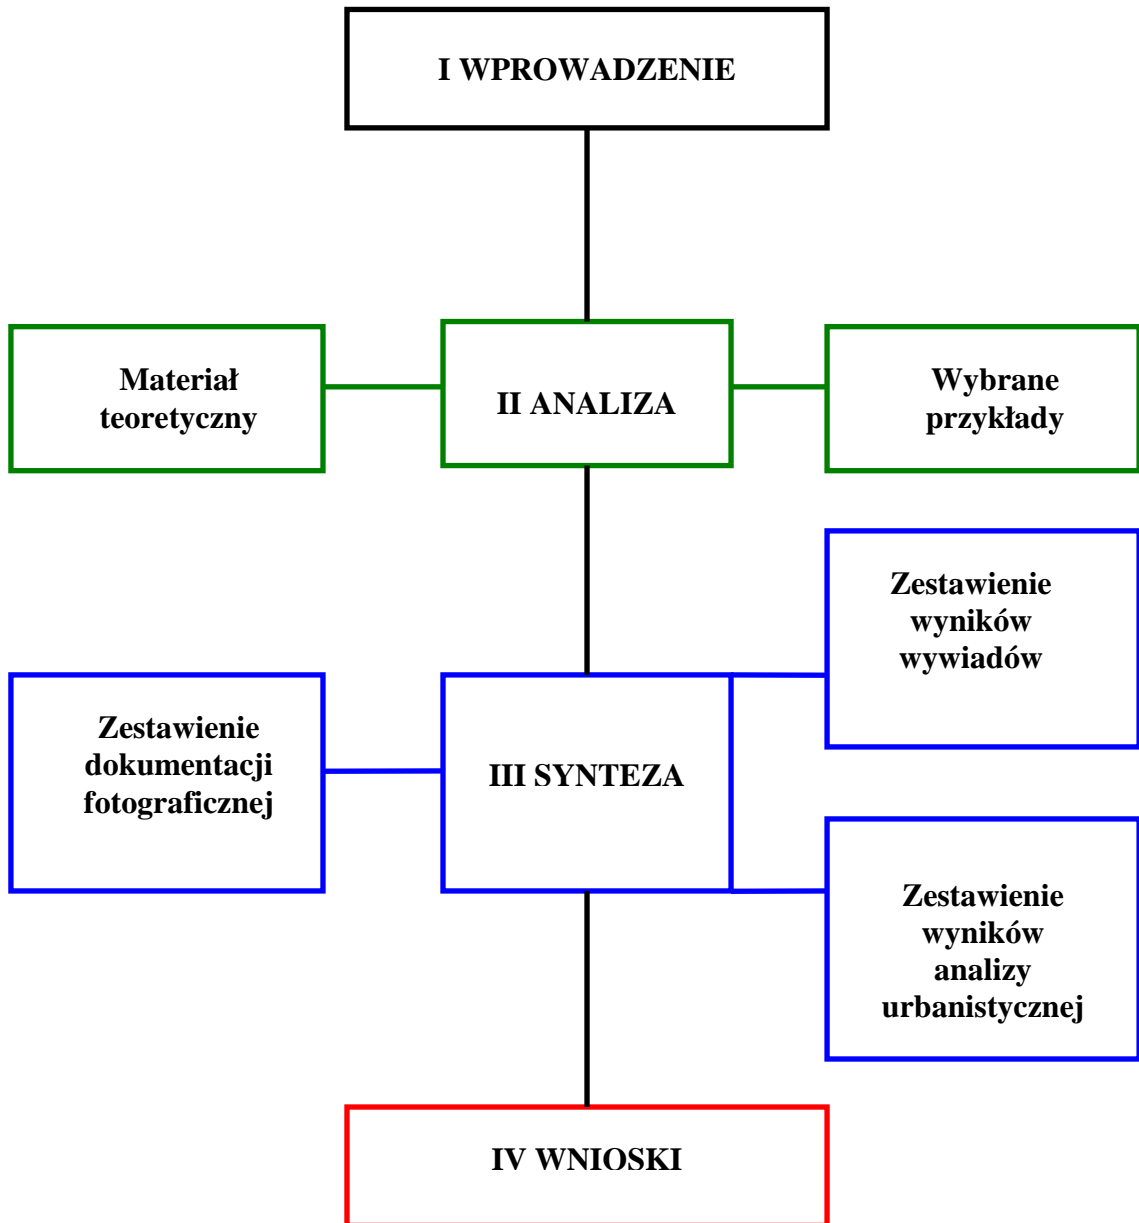 I WPROWADZENIE
Materiał
teoretyczny
II ANALIZA
Wybrane
przykłady
Zestawienie
wyników
wywiadów
Zestawienie
dokumentacji
fotograficznej
III SYNTEZA
Zestawienie
wyników
analizy
urbanistycznej
IV WNIOSKI